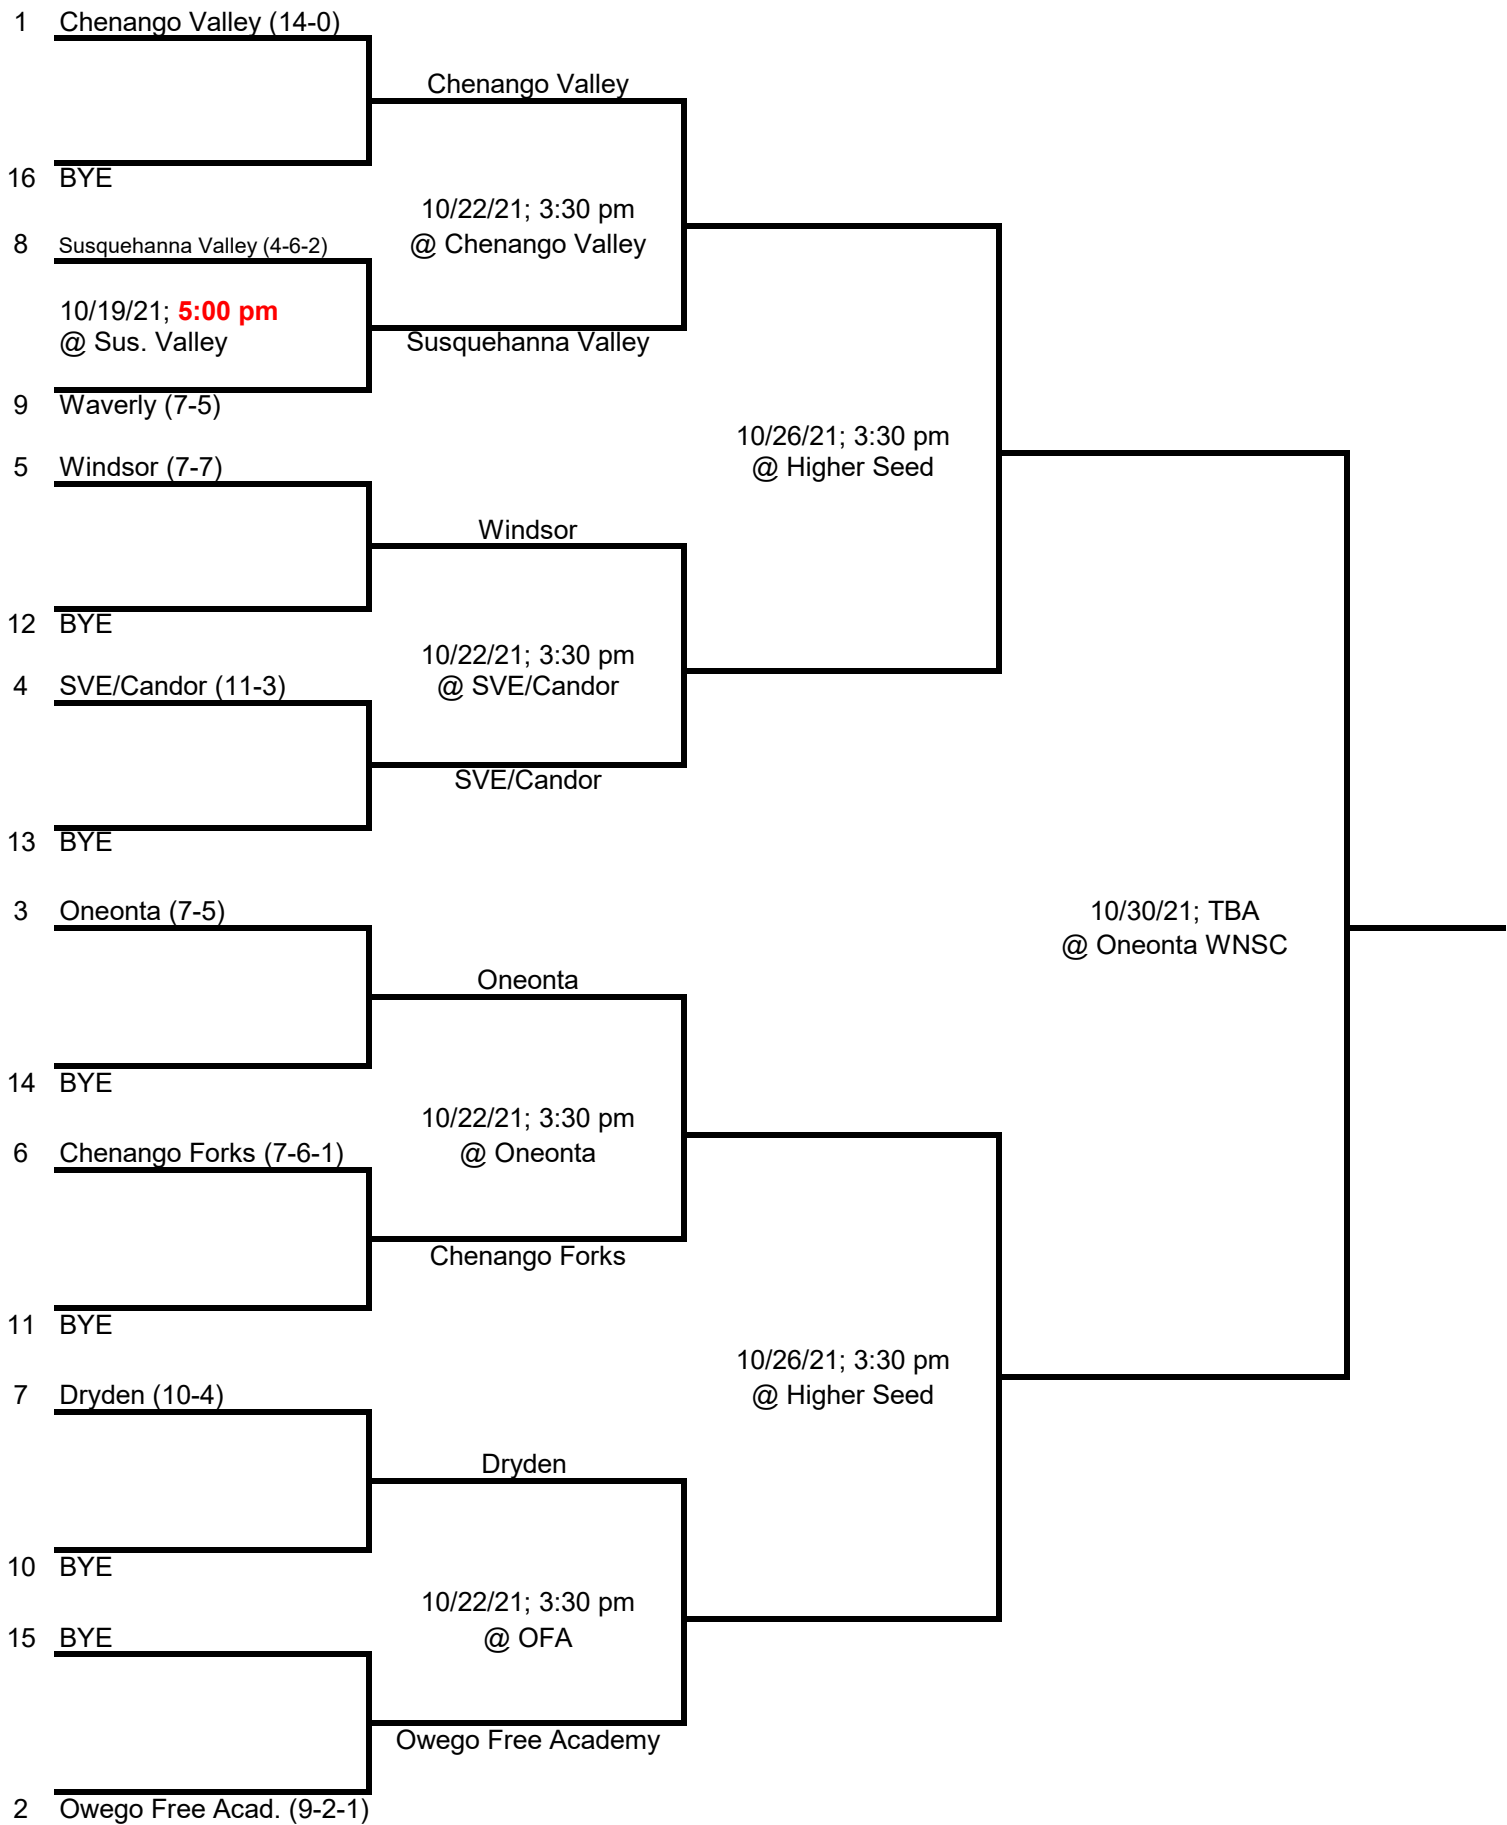 1 Chenango Valley (14-0)
Chenango Valley
16 BYE
10/22/21; 3:30 pm
@ Chenango Valley
8 Susquehanna Valley (4-6-2)
10/19/21; 5:00 pm
@ Sus. Valley
Susquehanna Valley
9 Waverly (7-5)
10/26/21; 3:30 pm
@ Higher Seed
5 Windsor (7-7)
Windsor
12 BYE
10/22/21; 3:30 pm
@ SVE/Candor
4 SVE/Candor (11-3)
SVE/Candor
13 BYE
3 Oneonta (7-5)
10/30/21; TBA
@ Oneonta WNSC
Oneonta
14 BYE
10/22/21; 3:30 pm
@ Oneonta
6 Chenango Forks (7-6-1)
Chenango Forks
11 BYE
10/26/21; 3:30 pm
@ Higher Seed
7 Dryden (10-4)
Dryden
10 BYE
10/22/21; 3:30 pm
@ OFA
15 BYE
Owego Free Academy
2 Owego Free Acad. (9-2-1)